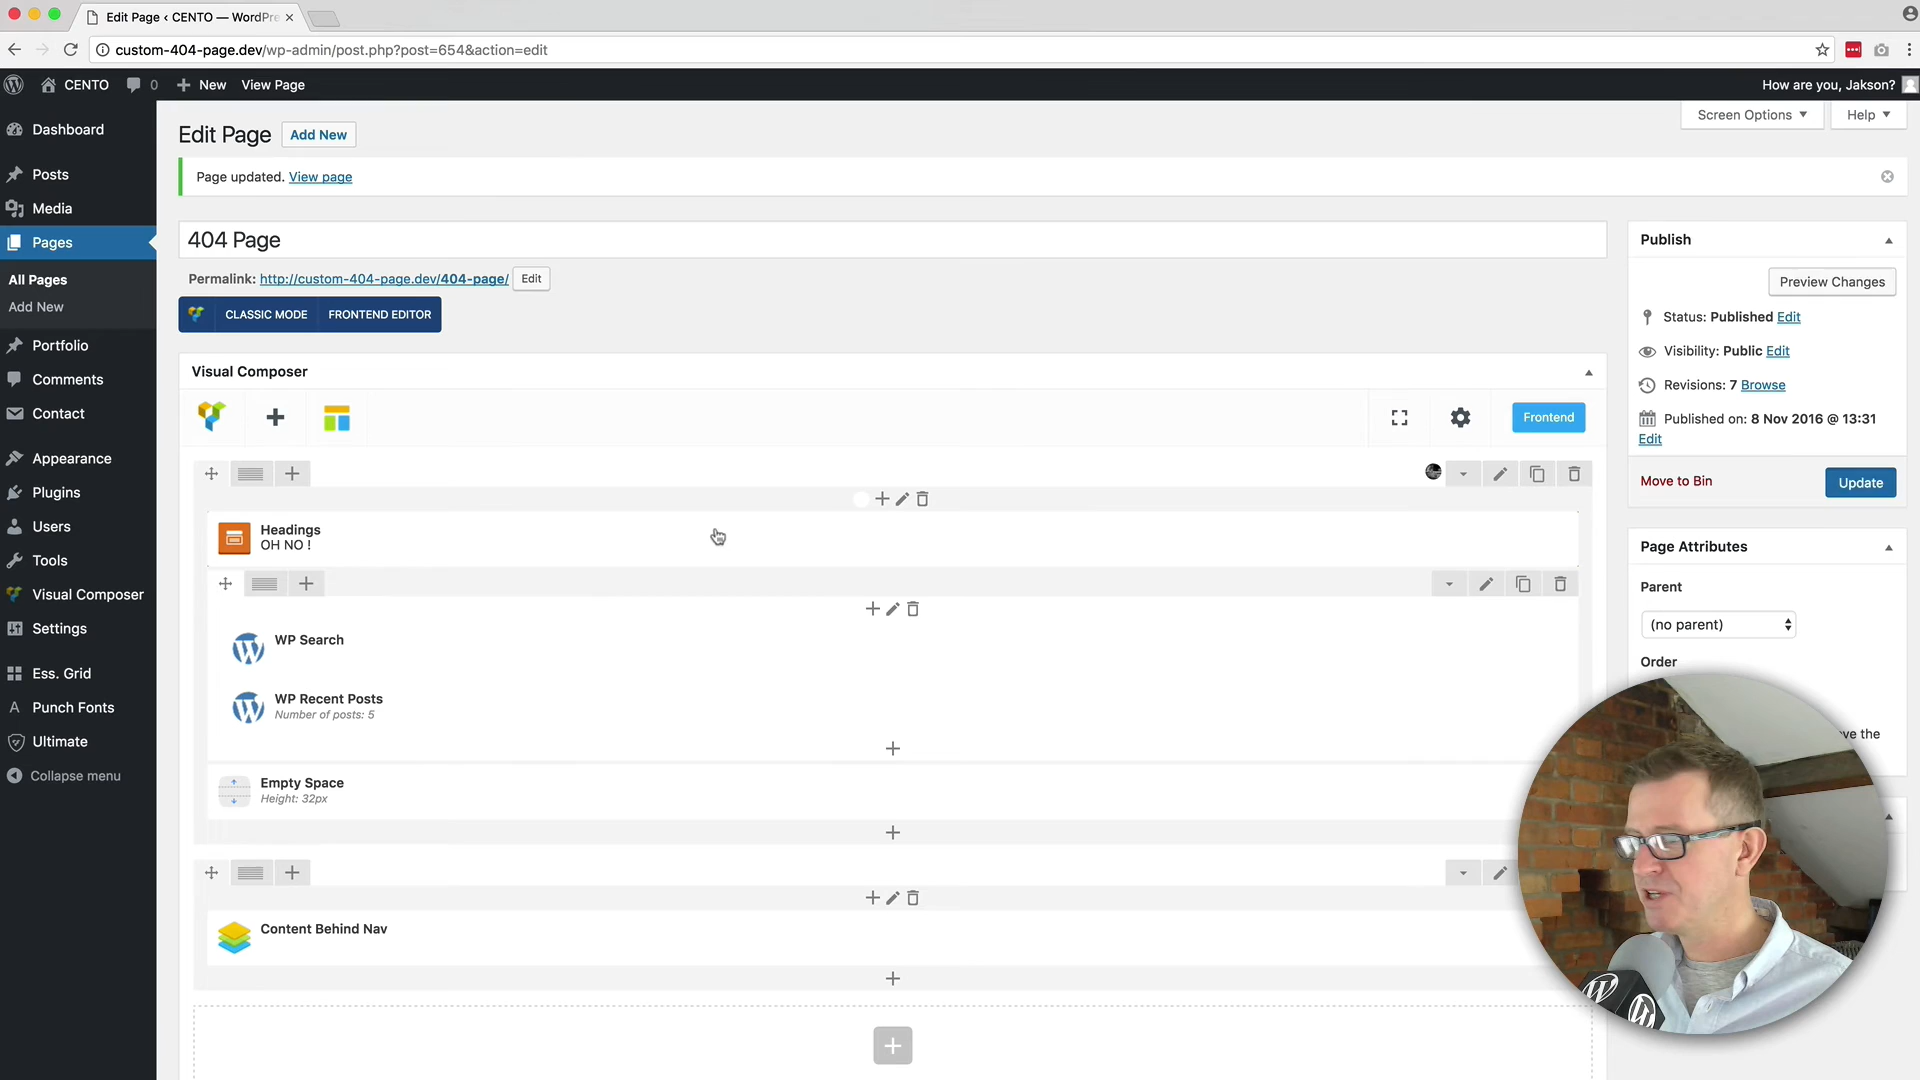 Edit Page ‹ CENTO — WordPre
custom-404-page.dev/wp-admin/post.php?post=654&action=edit
CENTO
0
New
View Page
How are you, Jakson?
Dashboard
Posts
Media
Pages
All Pages
Add New
Portfolio
Comments
Contact
Appearance
Plugins
Users
Tools
Visual Composer
Settings
Ess. Grid
Punch Fonts
Ultimate
Collapse menu
Screen Options
Help
Edit Page
Add New
Page updated. View page
404 Page
Permalink: http://custom-404-page.dev/404-page/ Edit
CLASSIC MODE
FRONTEND EDITOR
Visual Composer
Frontend
Headings
OH NO !
WP Search
WP Recent Posts
Number of posts: 5
Empty Space
Height: 32px
Content Behind Nav
Publish
Preview Changes
Status: Published Edit
Visibility: Public Edit
Revisions: 7 Browse
Published on: 8 Nov 2016 @ 13:31
Edit
Move to Bin
Update
Page Attributes
Parent
(no parent)
Order
ve the